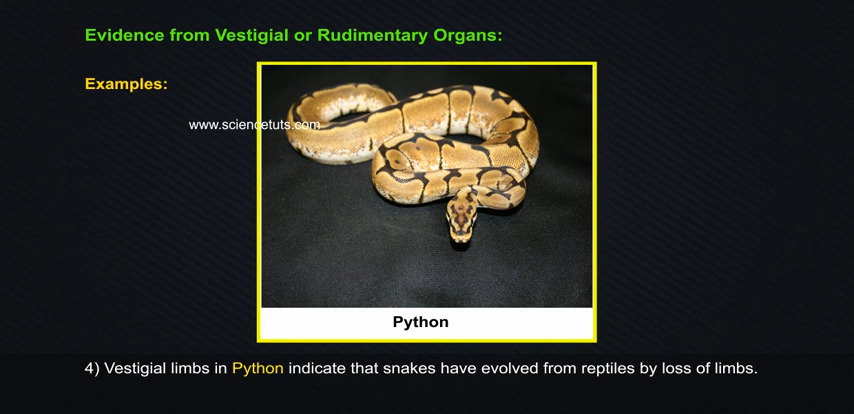 Evidence from Vestigial or Rudimentary Organs:
Examples:
www.sciencetuts.com
Python
4) Vestigial limbs in Python indicate that snakes have evolved from reptiles by loss of limbs.